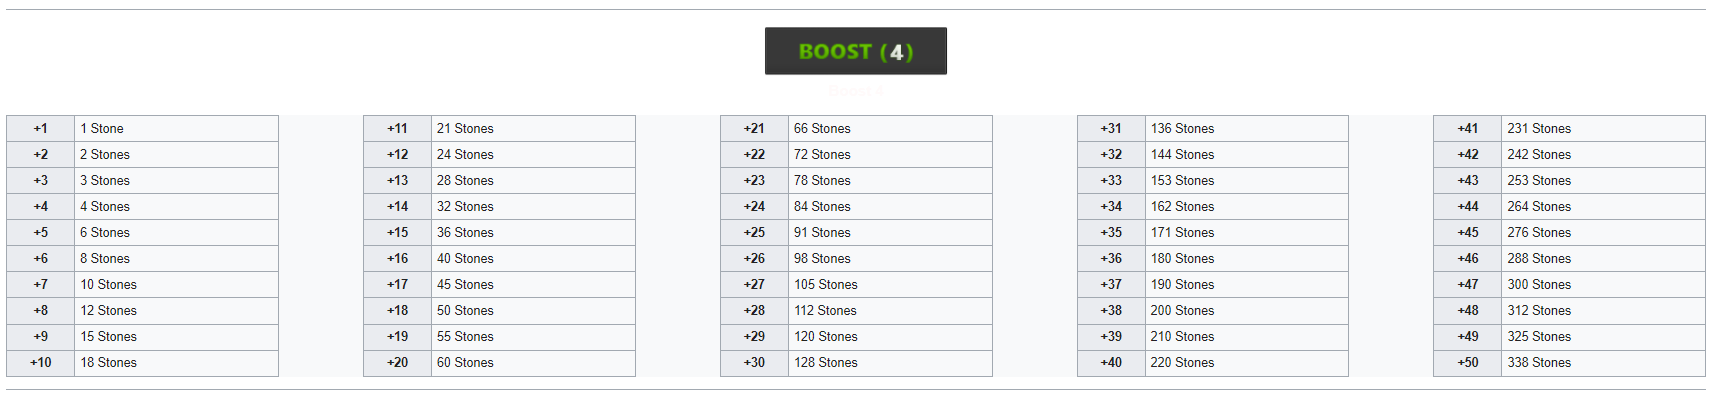 BOOST (4)
Boost 4
+1 1 Stone +11 21 Stones +21 66 Stones +31 136 Stones +41 231 Stones
+2 2 Stones +12 24 Stones +22 72 Stones +32 144 Stones +42 242 Stones
+3 3 Stones +13 28 Stones +23 78 Stones +33 153 Stones +43 253 Stones
+4 4 Stones +14 32 Stones +24 84 Stones +34 162 Stones +44 264 Stones
+5 6 Stones +15 36 Stones +25 91 Stones +35 171 Stones +45 276 Stones
+6 8 Stones +16 40 Stones +26 98 Stones +36 180 Stones +46 288 Stones
+7 10 Stones +17 45 Stones +27 105 Stones +37 190 Stones +47 300 Stones
+8 12 Stones +18 50 Stones +28 112 Stones +38 200 Stones +48 312 Stones
+9 15 Stones +19 55 Stones +29 120 Stones +39 210 Stones +49 325 Stones
+10 18 Stones +20 60 Stones +30 128 Stones +40 220 Stones +50 338 Stones